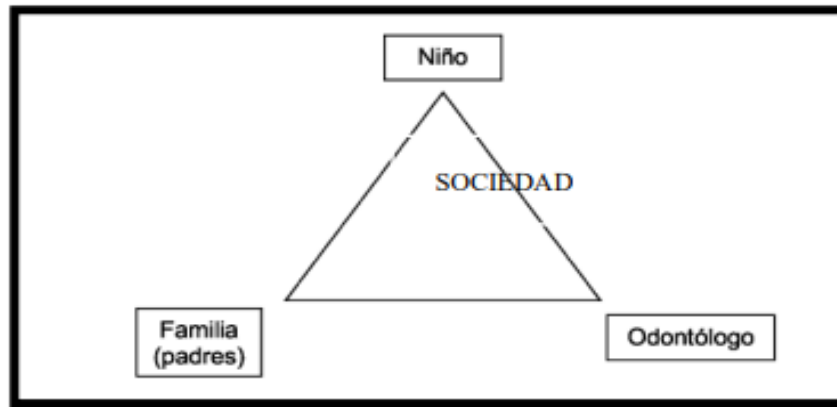 Niño
SOCIEDAD
Familia
(padres)
Odontólogo